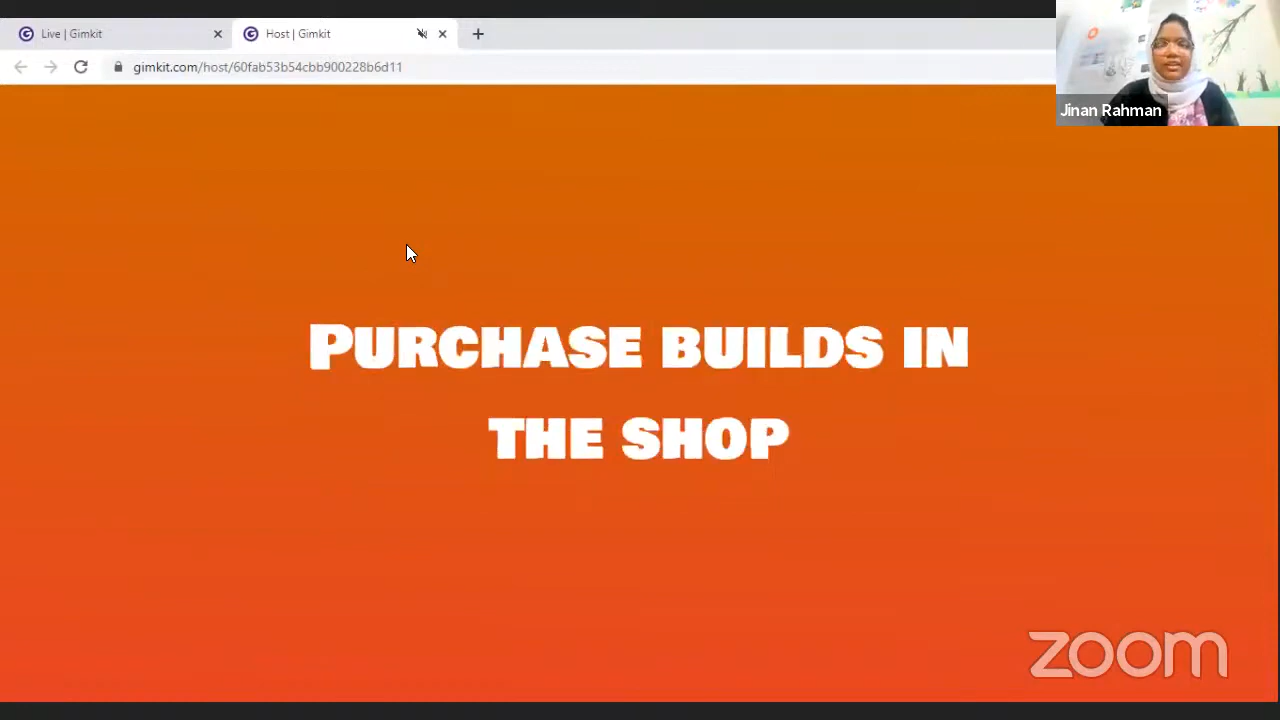 Live | Gimkit
Host | Gimkit
gimkit.com/host/60fab53b54cbb900228b6d11
Jinan Rahman
PURCHASE BUILDS IN
THE SHOP
zoom